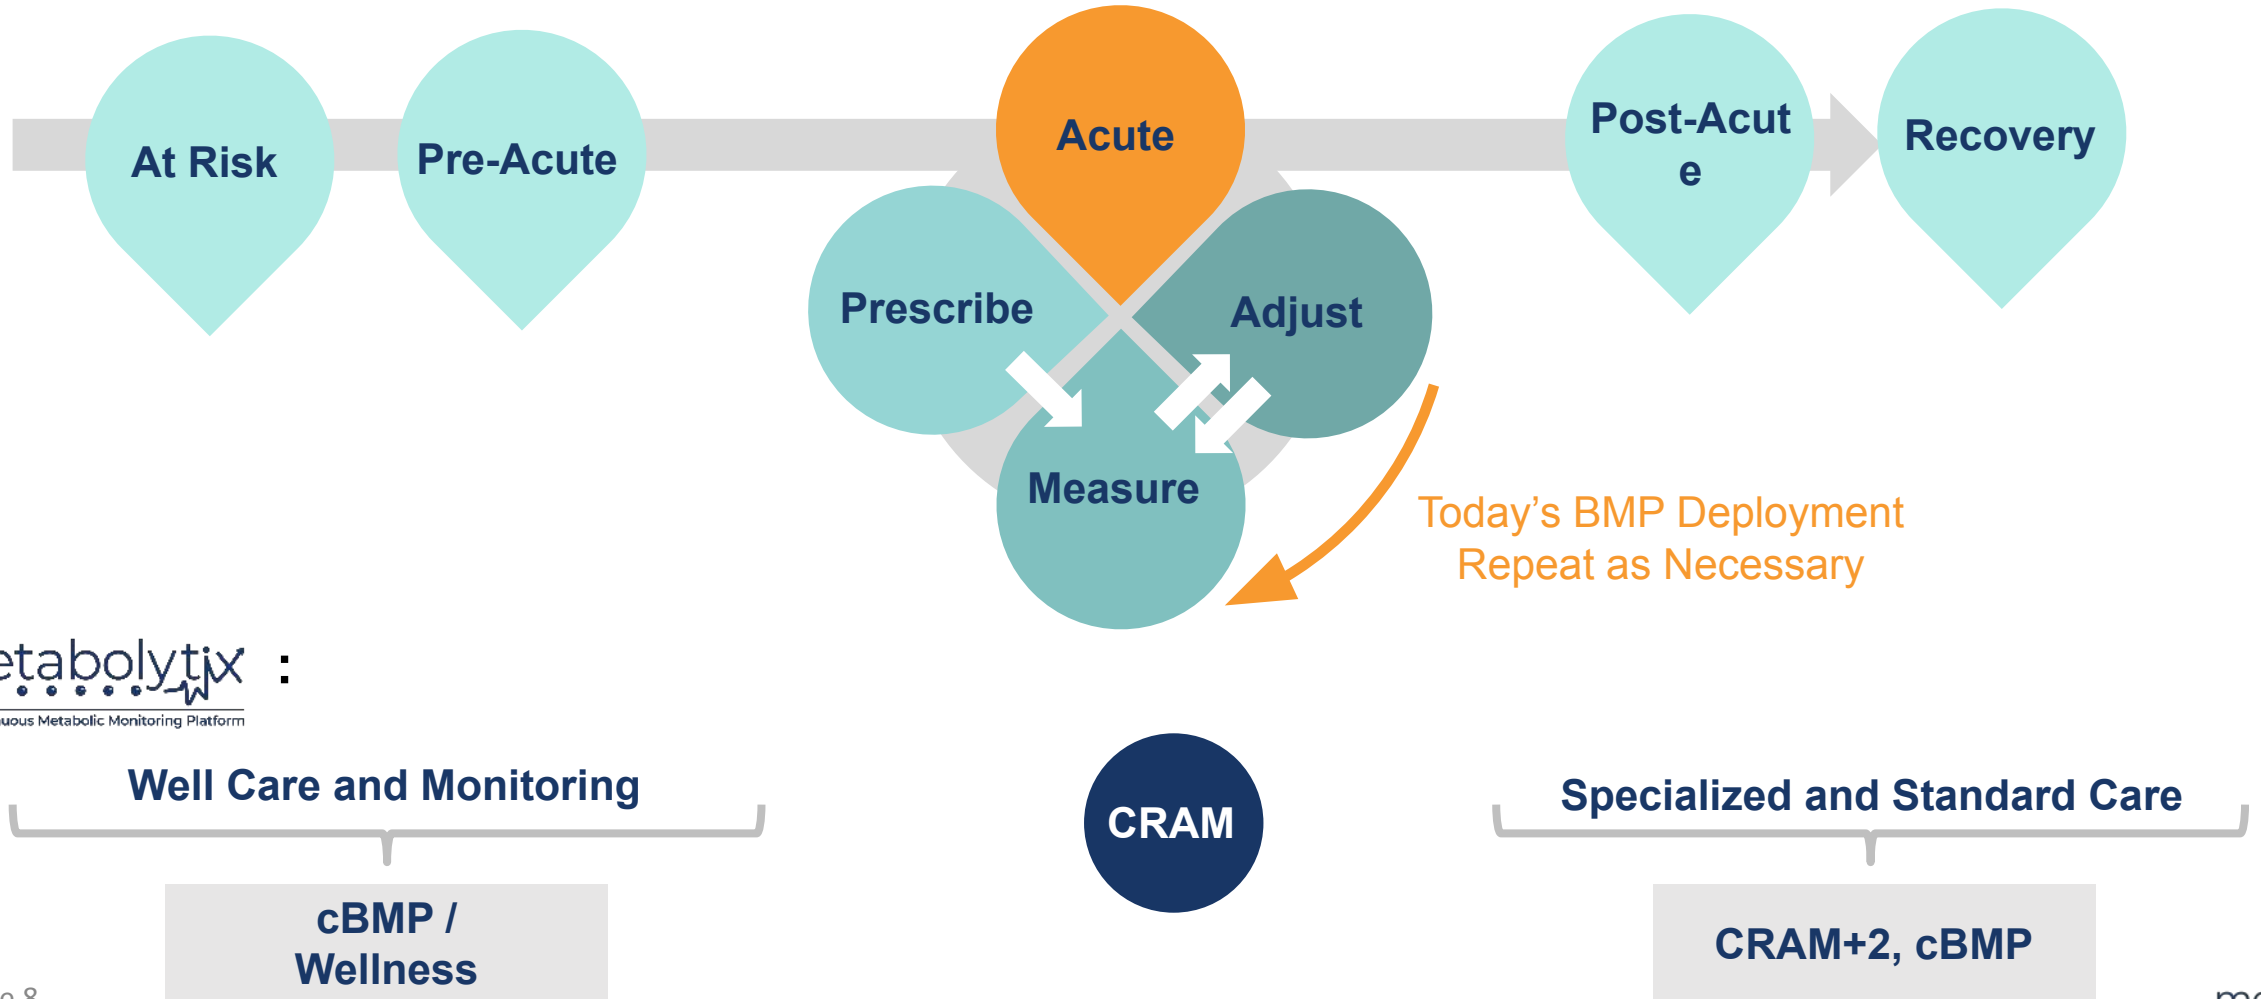 At Risk
Pre-Acute
Acute
Post-Acut
e
Recovery
Prescribe
Adjust
Measure
Today’s BMP Deployment
Repeat as Necessary
etabolytix :
Metabolic Monitoring Platform
Well Care and Monitoring
CRAM
Specialized and Standard Care
cBMP /
Wellness
CRAM+2, cBMP
8